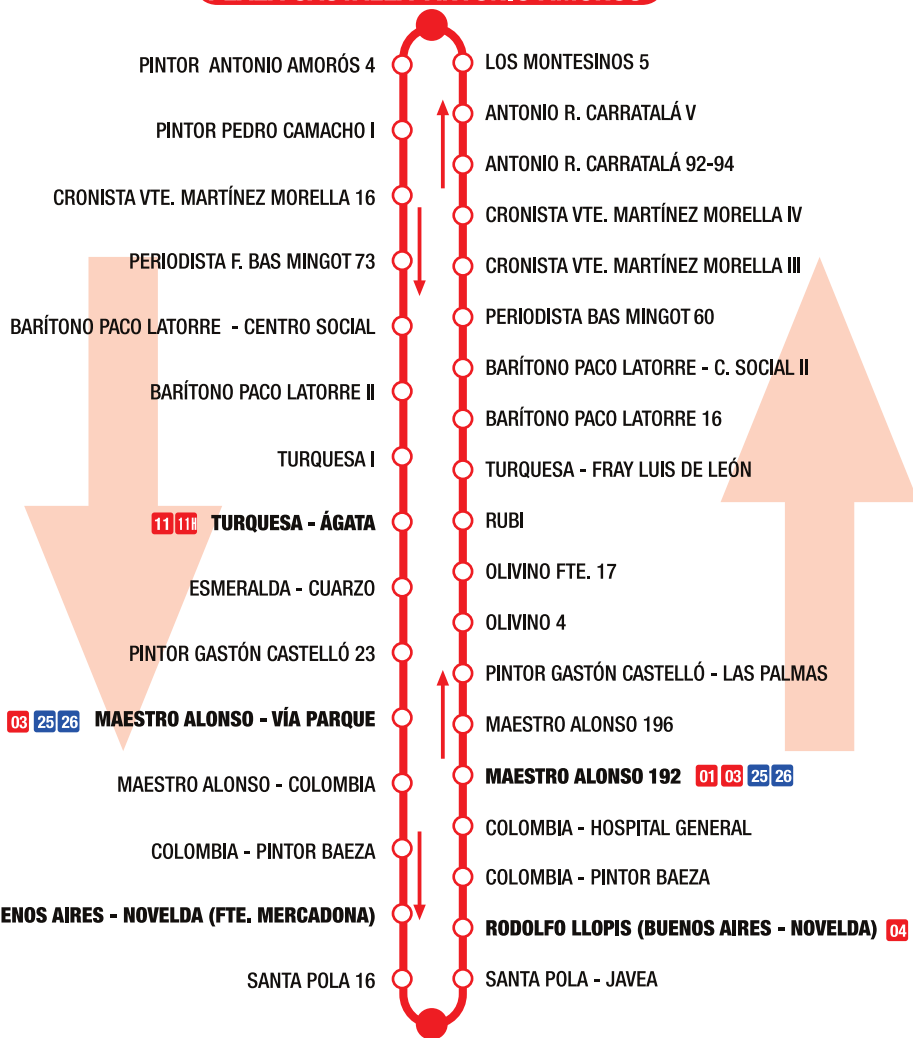 PINTOR ANTONIO AMORÓS 4
PINTOR PEDRO CAMACHO I
CRONISTA VTE. MARTÍNEZ MORELLA 16
PERIODISTA F. BAS MINGOT 73
BARÍTONO PACO LATORRE - CENTRO SOCIAL
BARÍTONO PACO LATORRE II
TURQUESA I
11 11H TURQUESA - ÁGATA
ESMERALDA - CUARZO
PINTOR GASTÓN CASTELLÓ 23
03 25 26 MAESTRO ALONSO - VÍA PARQUE
MAESTRO ALONSO - COLOMBIA
COLOMBIA - PINTOR BAEZA
ENOS AIRES - NOVELDA (FTE. MERCADONA)
SANTA POLA 16
LOS MONTESINOS 5
ANTONIO R. CARRATALÁ V
ANTONIO R. CARRATALÁ 92-94
CRONISTA VTE. MARTÍNEZ MORELLA IV
CRONISTA VTE. MARTÍNEZ MORELLA III
PERIODISTA BAS MINGOT 60
BARÍTONO PACO LATORRE - C. SOCIAL II
BARÍTONO PACO LATORRE 16
TURQUESA - FRAY LUIS DE LEÓN
RUBI
OLIVINO FTE. 17
OLIVINO 4
PINTOR GASTÓN CASTELLÓ - LAS PALMAS
MAESTRO ALONSO 196
MAESTRO ALONSO 192 01 03 25 26
COLOMBIA - HOSPITAL GENERAL
COLOMBIA - PINTOR BAEZA
RODOLFO LLOPIS (BUENOS AIRES - NOVELDA) 04
SANTA POLA - JAVEA